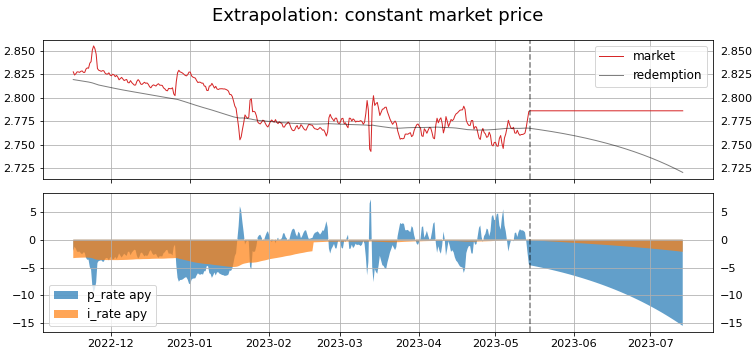 Extrapolation: constant market price
2.850 2.850
2.825 2.825
2.800 2.800
2.775 2.775
2.750 2.750
2.725 2.725
market
redemption
5 5
0 0
−5 −5
−10 −10
−15 −15
p_rate apy
i_rate apy
2022-12 2023-01 2023-02 2023-03 2023-04 2023-05 2023-06 2023-07